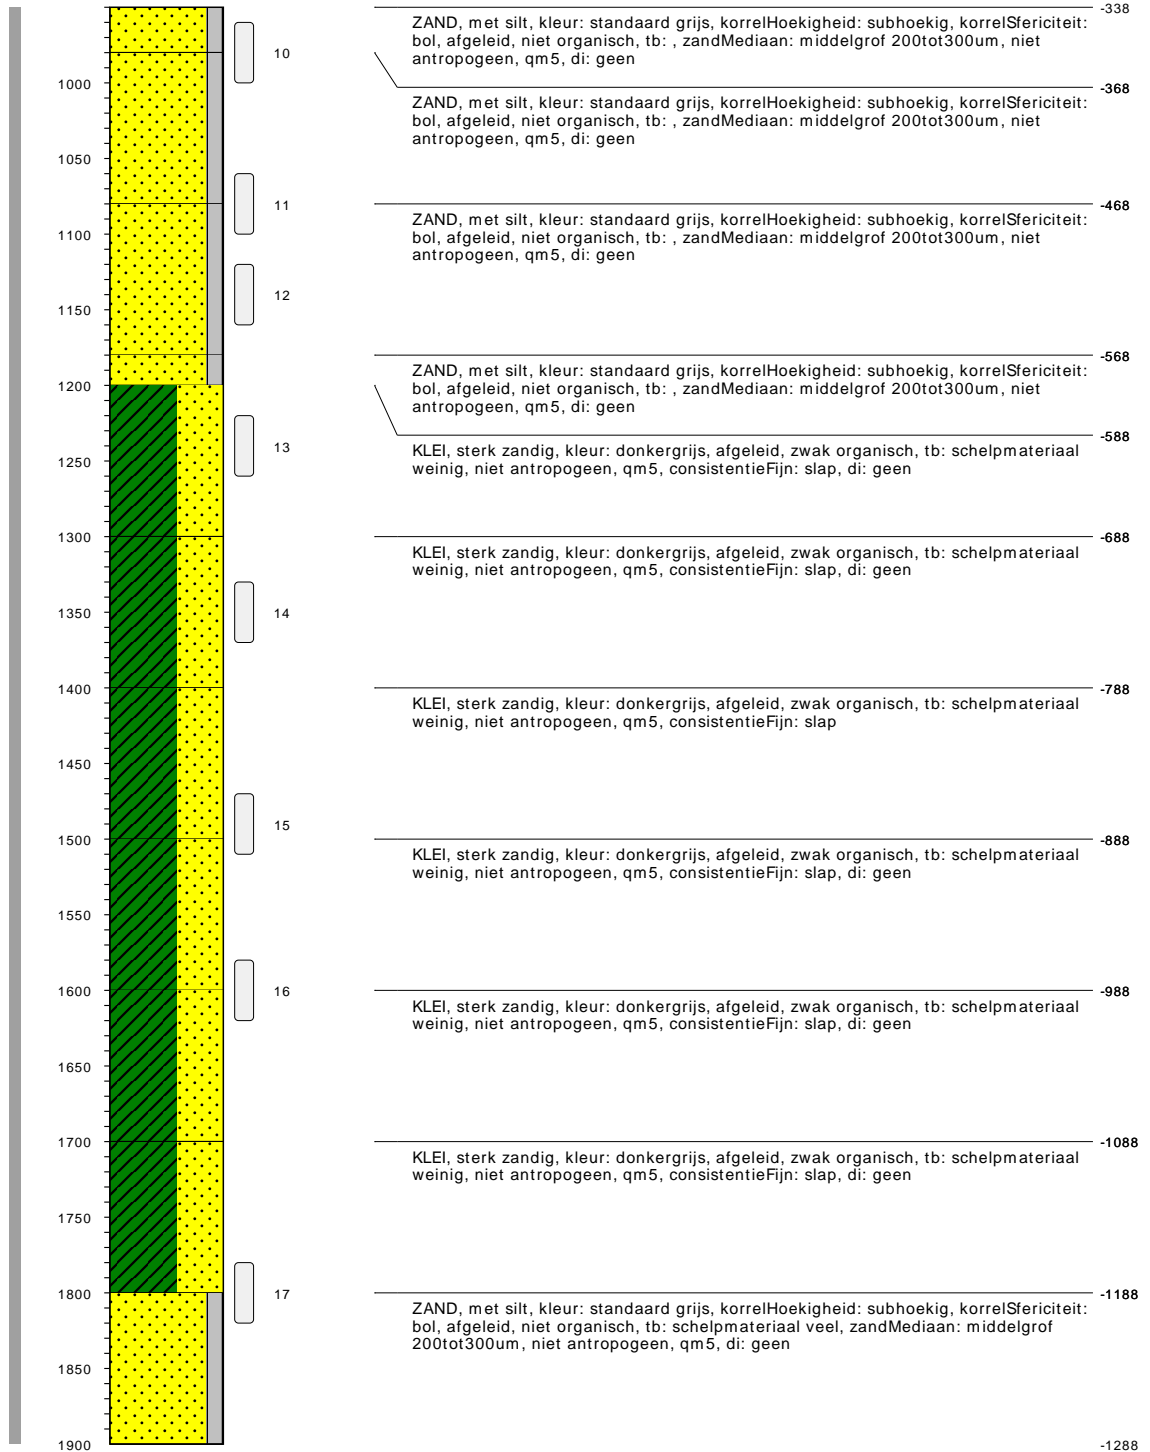 -338
ZAND, met silt, kleur: standaard grijs, korrelHoekigheid: subhoekig, korrelSfericiteit:
bol, afgeleid, niet organisch, tb: , zandMediaan: middelgrof 200tot300um, niet
antropogeen, qm5, di: geen
10
1000
-368
ZAND, met silt, kleur: standaard grijs, korrelHoekigheid: subhoekig, korrelSfericiteit:
bol, afgeleid, niet organisch, tb: , zandMediaan: middelgrof 200tot300um, niet
antropogeen, qm5, di: geen
1050
11
-468
1100
ZAND, met silt, kleur: standaard grijs, korrelHoekigheid: subhoekig, korrelSfericiteit:
bol, afgeleid, niet organisch, tb: , zandMediaan: middelgrof 200tot300um, niet
antropogeen, qm5, di: geen
12
1150
-568
1200
ZAND, met silt, kleur: standaard grijs, korrelHoekigheid: subhoekig, korrelSfericiteit:
bol, afgeleid, niet organisch, tb: , zandMediaan: middelgrof 200tot300um, niet
antropogeen, qm5, di: geen
-588
13
1250
KLEI, sterk zandig, kleur: donkergrijs, afgeleid, zwak organisch, tb: schelpmateriaal
weinig, niet antropogeen, qm5, consistentieFijn: slap, di: geen
1300
-688
KLEI, sterk zandig, kleur: donkergrijs, afgeleid, zwak organisch, tb: schelpmateriaal
weinig, niet antropogeen, qm5, consistentieFijn: slap, di: geen
1350
14
1400
-788
KLEI, sterk zandig, kleur: donkergrijs, afgeleid, zwak organisch, tb: schelpmateriaal
weinig, niet antropogeen, qm5, consistentieFijn: slap
1450
15
1500
-888
KLEI, sterk zandig, kleur: donkergrijs, afgeleid, zwak organisch, tb: schelpmateriaal
weinig, niet antropogeen, qm5, consistentieFijn: slap, di: geen
1550
1600
16
-988
KLEI, sterk zandig, kleur: donkergrijs, afgeleid, zwak organisch, tb: schelpmateriaal
weinig, niet antropogeen, qm5, consistentieFijn: slap, di: geen
1650
1700
-1088
KLEI, sterk zandig, kleur: donkergrijs, afgeleid, zwak organisch, tb: schelpmateriaal
weinig, niet antropogeen, qm5, consistentieFijn: slap, di: geen
1750
1800
17
-1188
ZAND, met silt, kleur: standaard grijs, korrelHoekigheid: subhoekig, korrelSfericiteit:
bol, afgeleid, niet organisch, tb: schelpmateriaal veel, zandMediaan: middelgrof
200tot300um, niet antropogeen, qm5, di: geen
1850
1900
-1288